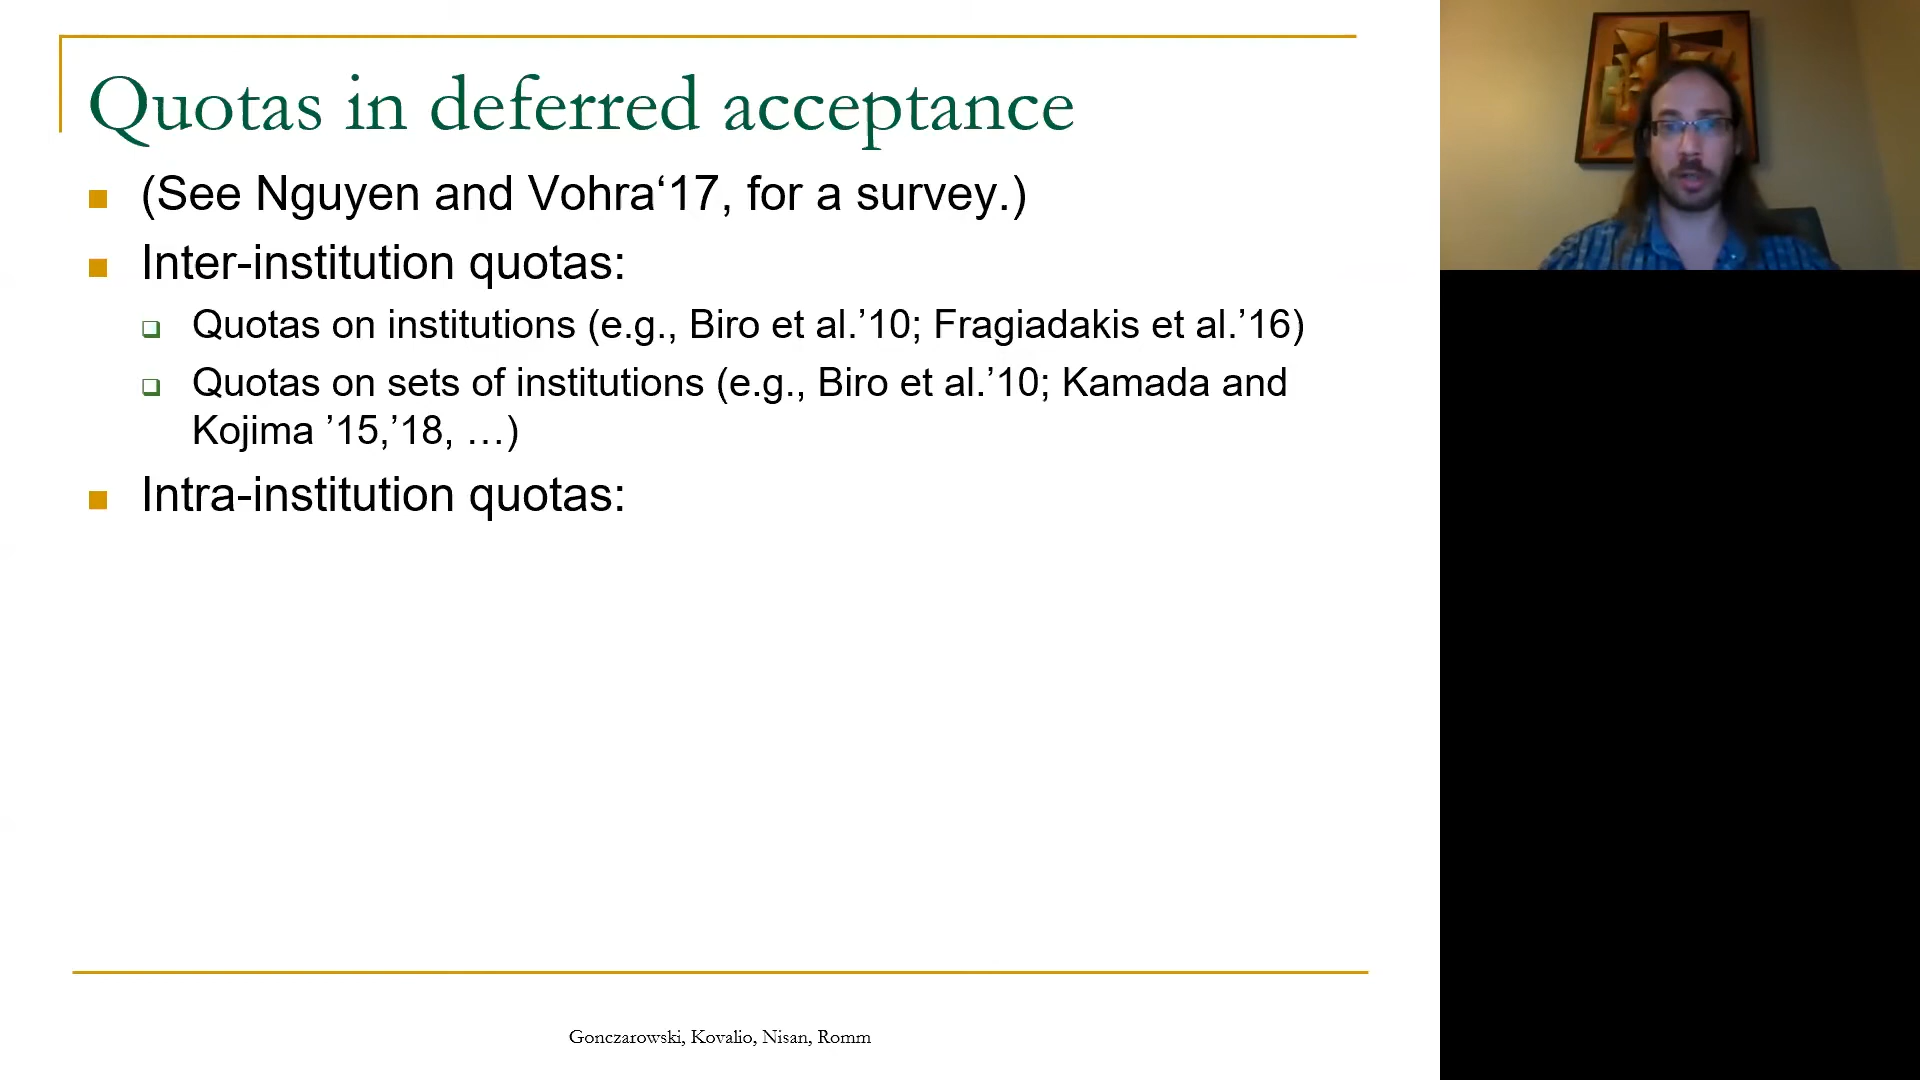 Quotas in deferred acceptance
(See Nguyen and Vohra‘17, for a survey.)
Inter-institution quotas:
Quotas on institutions (e.g., Biro et al.’10; Fragiadakis et al.’16)
Quotas on sets of institutions (e.g., Biro et al.’10; Kamada and
Kojima ’15,’18, …)
Intra-institution quotas:
Gonczarowski, Kovalio, Nisan, Romm